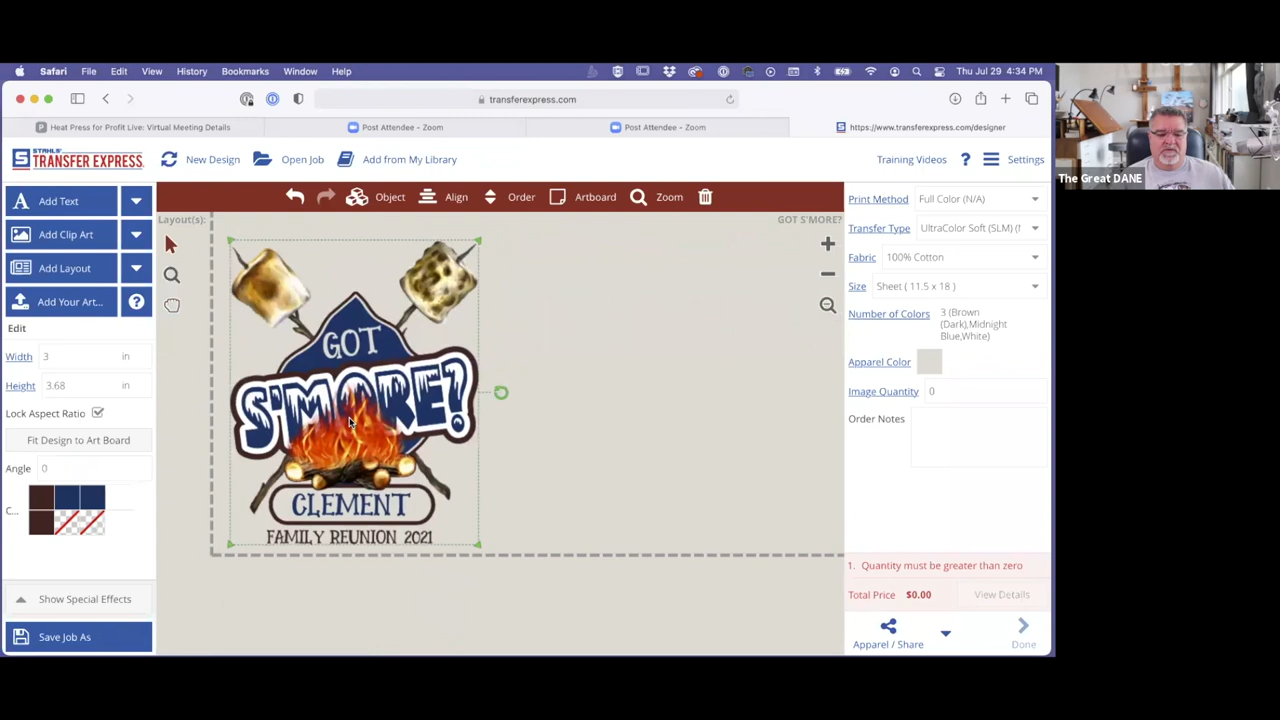 Safari File Edit View History Bookmarks Window Help Thu Jul 29 4:34 PM
transferexpress.com
Heat Press for Profit Live: Virtual Meeting Details
Post Attendee - Zoom
Post Attendee - Zoom
https://www.transferexpress.com/designer
The Great DANE
STAHLS'
TRANSFER EXPRESS.
New Design
Open Job
Add from My Library
Training Videos
?
Settings
Add Text
Add Clip Art
Add Layout
Add Your Art...
?
Edit
Width 3 in
Height 3.68 in
Lock Aspect Ratio
Fit Design to Art Board
Angle 0
C...
Show Special Effects
Save Job As
Object
Align
Order
Artboard
Zoom
Layout(s):
GOT S'MORE?
GOT
S'MORE?
CLEMENT
FAMILY REUNION 2021
Print Method Full Color (N/A)
Transfer Type UltraColor Soft (SLM) (
Fabric 100% Cotton
Size Sheet ( 11.5 x 18 )
Number of Colors 3 (Brown
(Dark),Midnight
Blue,White)
Apparel Color
Image Quantity 0
Order Notes
1. Quantity must be greater than zero
Total Price $0.00 View Details
Apparel / Share
Done